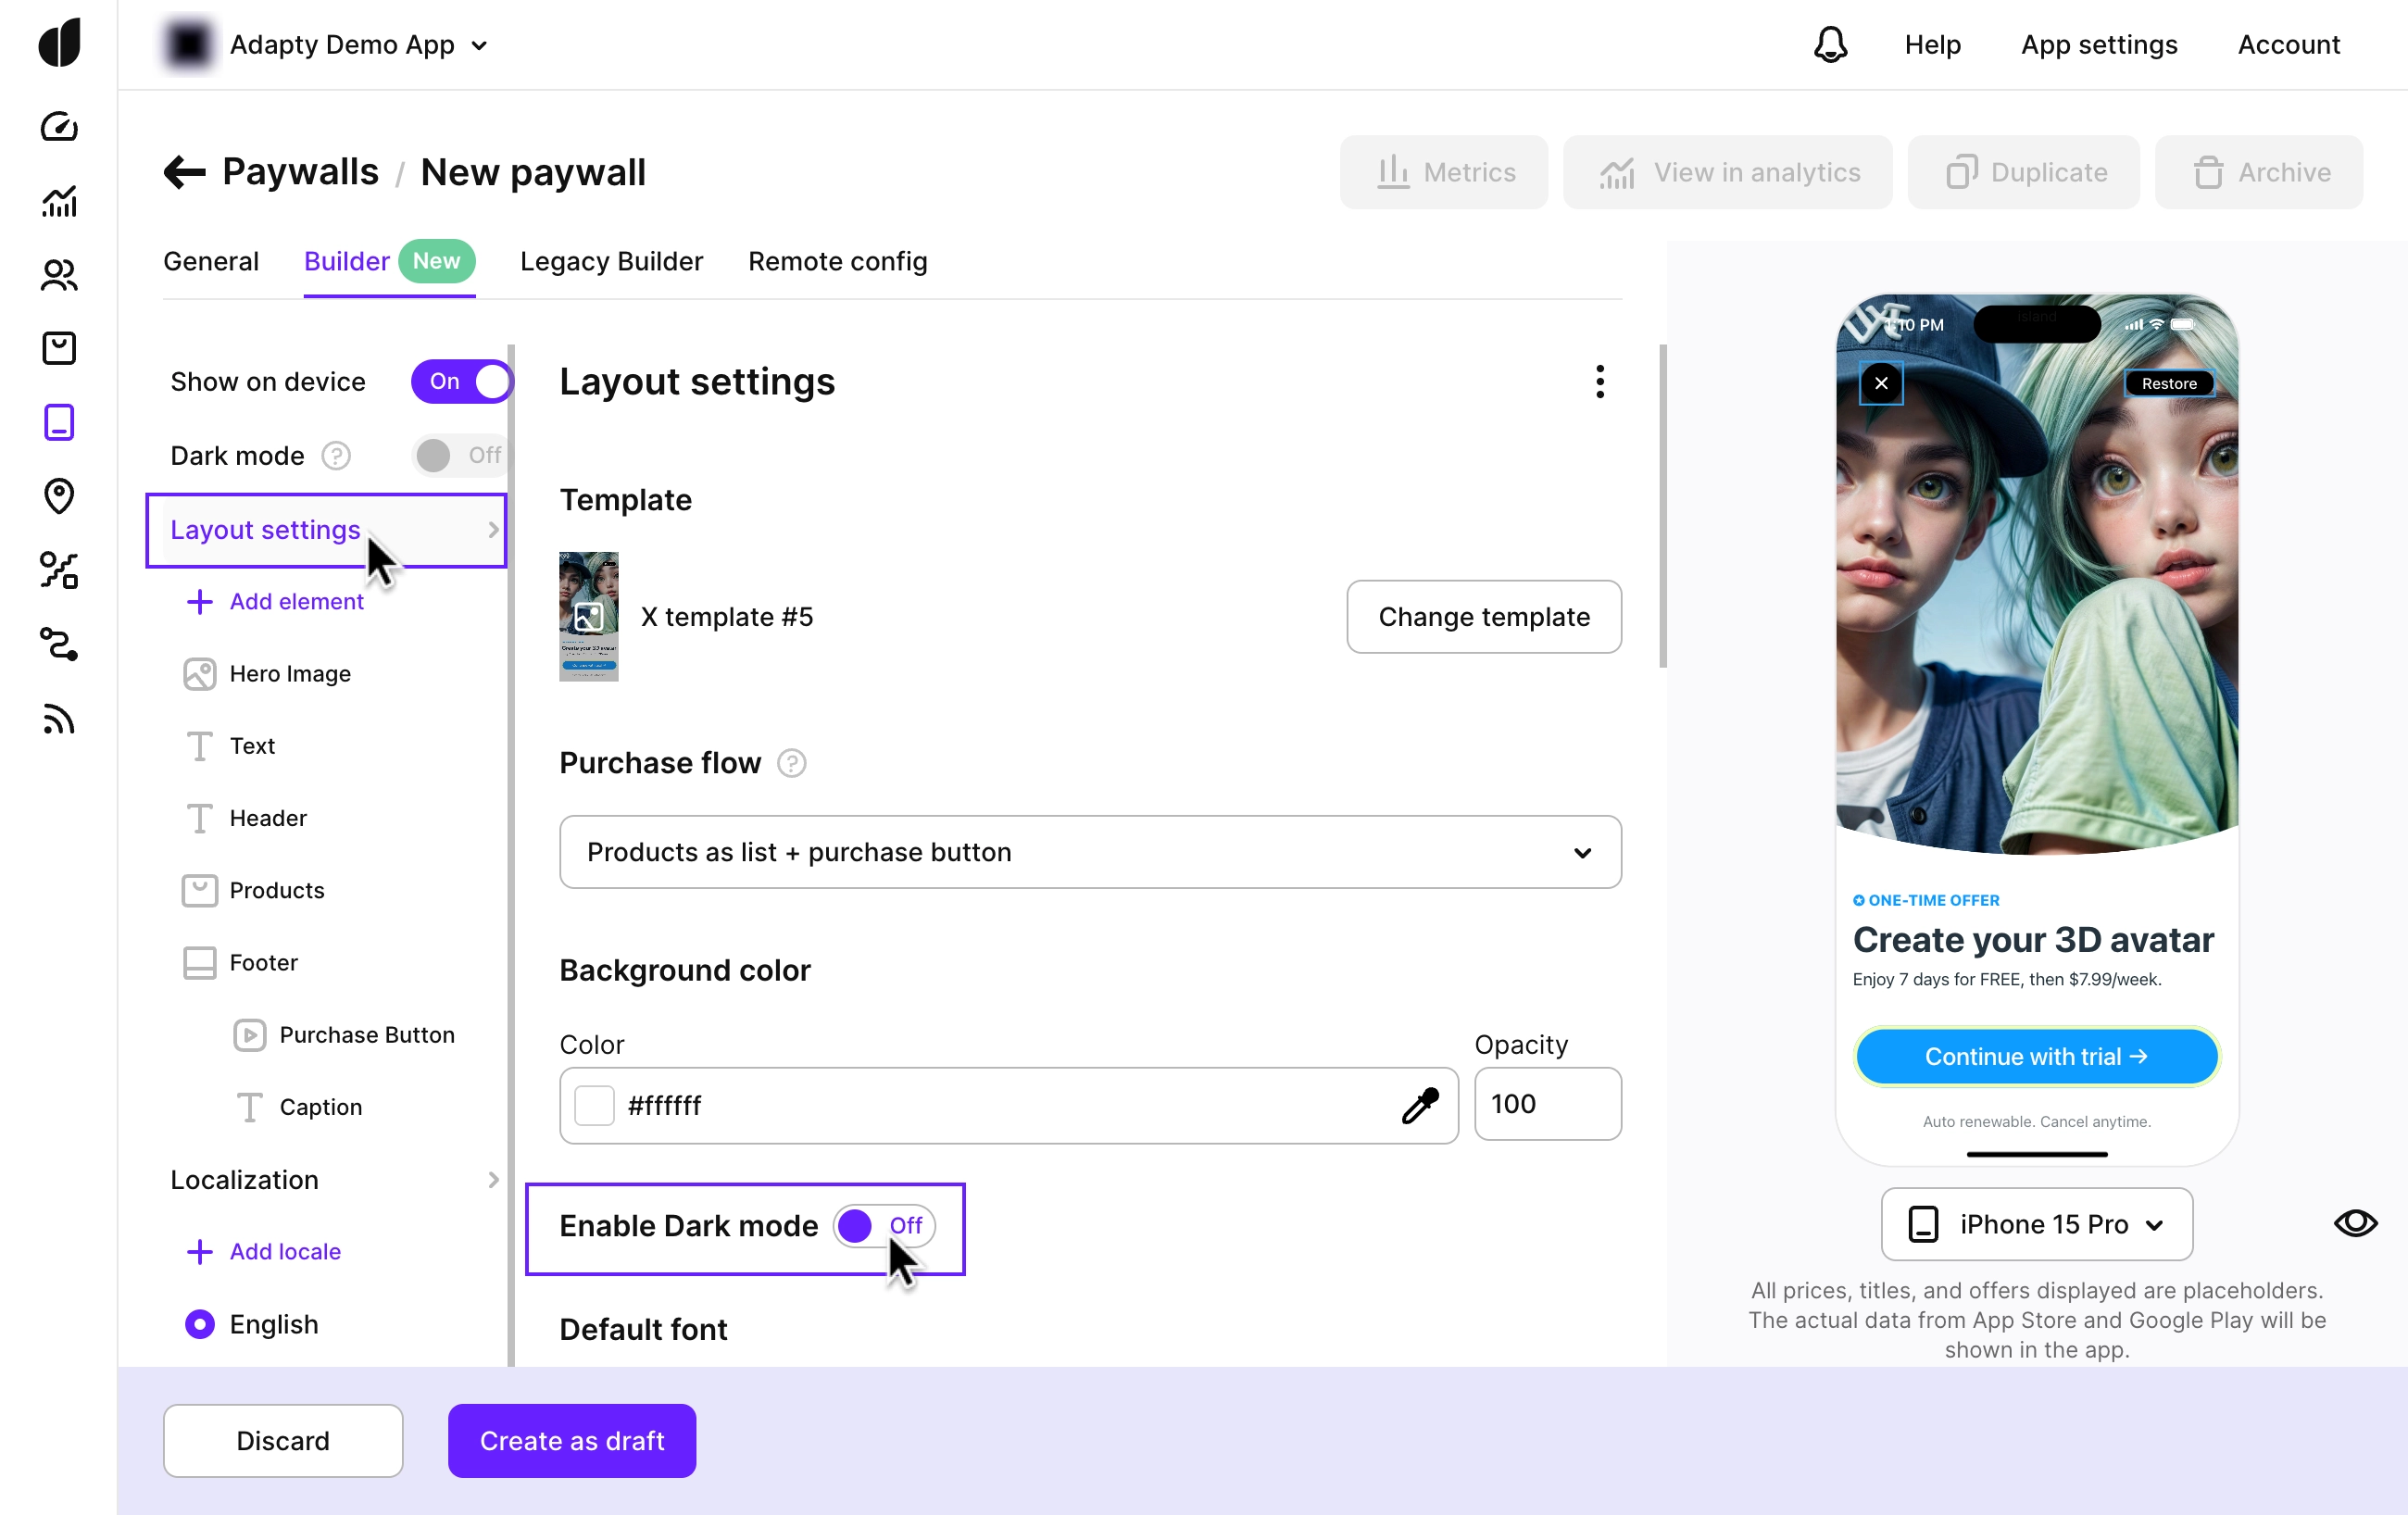 Adapty Demo App
Help
App settings
Account
Paywalls / New paywall
Metrics
View in analytics
Duplicate
Archive
General
Builder
New
Legacy Builder
Remote config
Show on device
On
Dark mode
?
Off
Layout settings
Add element
Hero Image
Text
Header
Products
Footer
Purchase Button
Caption
Localization
Add locale
English
Layout settings
Template
X template #5
Change template
Purchase flow
?
Products as list + purchase button
Background color
Color
Opacity
#ffffff
100
Enable Dark mode
Off
Default font
10 PM
island
Restore
ONE-TIME OFFER
Create your 3D avatar
Enjoy 7 days for FREE, then $7.99/week.
Continue with trial →
Auto renewable. Cancel anytime.
iPhone 15 Pro
All prices, titles, and offers displayed are placeholders.
The actual data from App Store and Google Play will be
shown in the app.
Discard
Create as draft